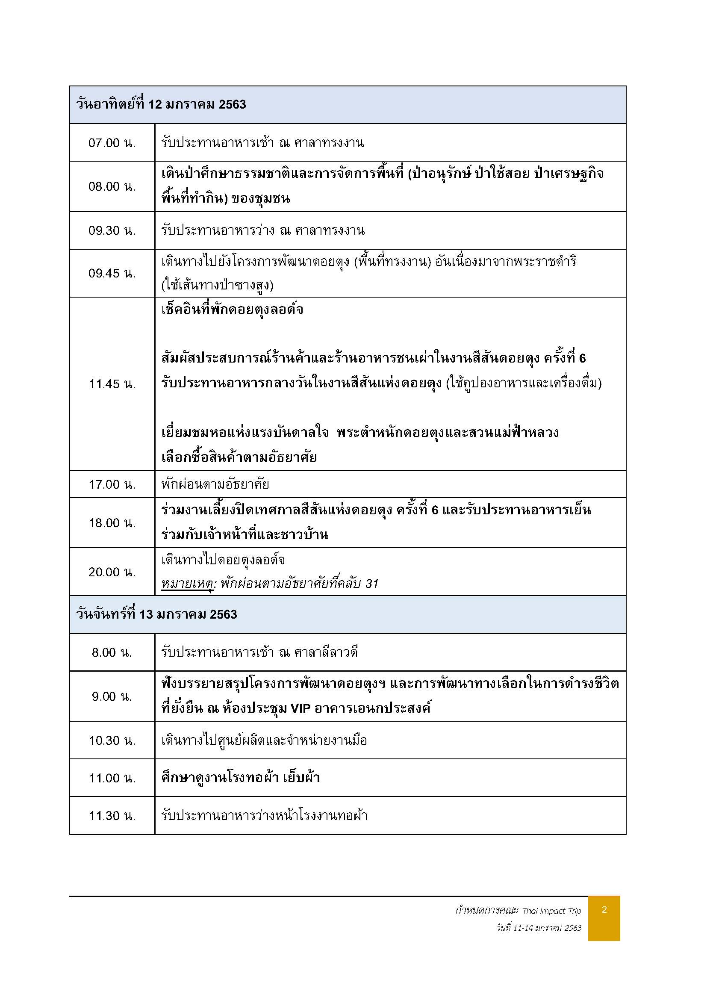 วันอาทิตย์ที่ 12 มกราคม 2563
07.00 น.
รับประทานอาหารเช้า ณ ศาลาทรงงาน
08.00 น.
เดินป่าศึกษาธรรมชาติและการจัดการพื้นที่ (ป่าอนุรักษ์ ป่าใช้สอย ป่าเศรษฐกิจ
พื้นที่ทำกิน) ของชุมชน
09.30 น.
รับประทานอาหารว่าง ณ ศาลาทรงงาน
09.45 น.
เดินทางไปยังโครงการพัฒนาดอยตุง (พื้นที่ทรงงาน) อันเนื่องมาจากพระราชดำริ
(ใช้เส้นทางป่าซางสูง)
11.45 น.
เช็คอินที่พักดอยตุงลอด์จ
สัมผัสประสบการณ์ร้านค้าและร้านอาหารชนเผ่าในงานสีสันดอยตุง ครั้งที่ 6
รับประทานอาหารกลางวันในงานสีสันแห่งดอยตุง (ใช้คูปองอาหารและเครื่องดื่ม)
เยี่ยมชมหอแห่งแรงบันดาลใจ พระตำหนักดอยตุงและสวนแม่ฟ้าหลวง
เลือกซื้อสินค้าตามอัธยาศัย
17.00 น.
พักผ่อนตามอัธยาศัย
18.00 น.
ร่วมงานเลี้ยงปิดเทศกาลสีสันแห่งดอยตุง ครั้งที่ 6 และรับประทานอาหารเย็น
ร่วมกับเจ้าหน้าที่และชาวบ้าน
20.00 น.
เดินทางไปดอยตุงลอด์จ
หมายเหตุ: พักผ่อนตามอัธยาศัยที่คลับ 31
วันจันทร์ที่ 13 มกราคม 2563
8.00 น.
รับประทานอาหารเช้า ณ ศาลาลีลาวดี
9.00 น.
ฟังบรรยายสรุปโครงการพัฒนาดอยตุงฯ และการพัฒนาทางเลือกในการดำรงชีวิต
ที่ยั่งยืน ณ ห้องประชุม VIP อาคารเอนกประสงค์
10.30 น.
เดินทางไปศูนย์ผลิตและจำหน่ายงานมือ
11.00 น.
ศึกษาดูงานโรงทอผ้า เย็บผ้า
11.30 น.
รับประทานอาหารว่างหน้าโรงงานทอผ้า
กำหนดการคณะ Thai Impact Trip
2
วันที่ 11-14 มกราคม 2563